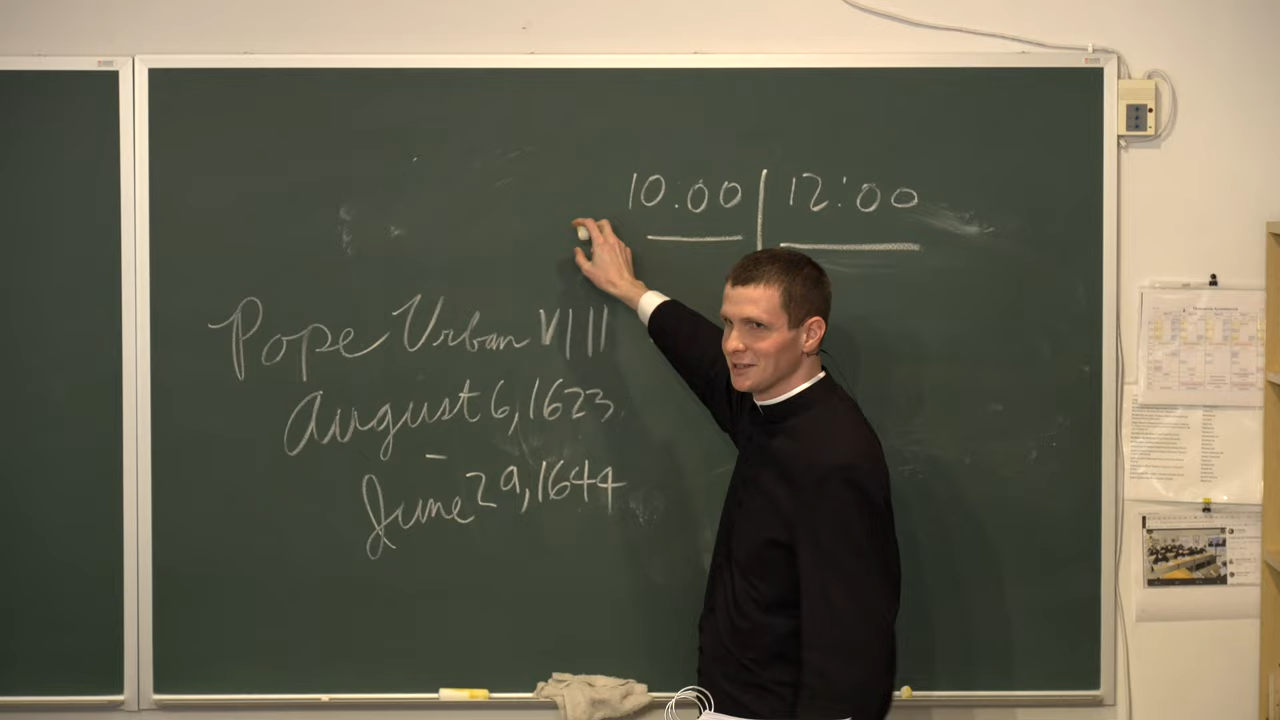 10:00 | 12:00
Pope Urban VIII
August 6, 1623
–
June 29, 1644